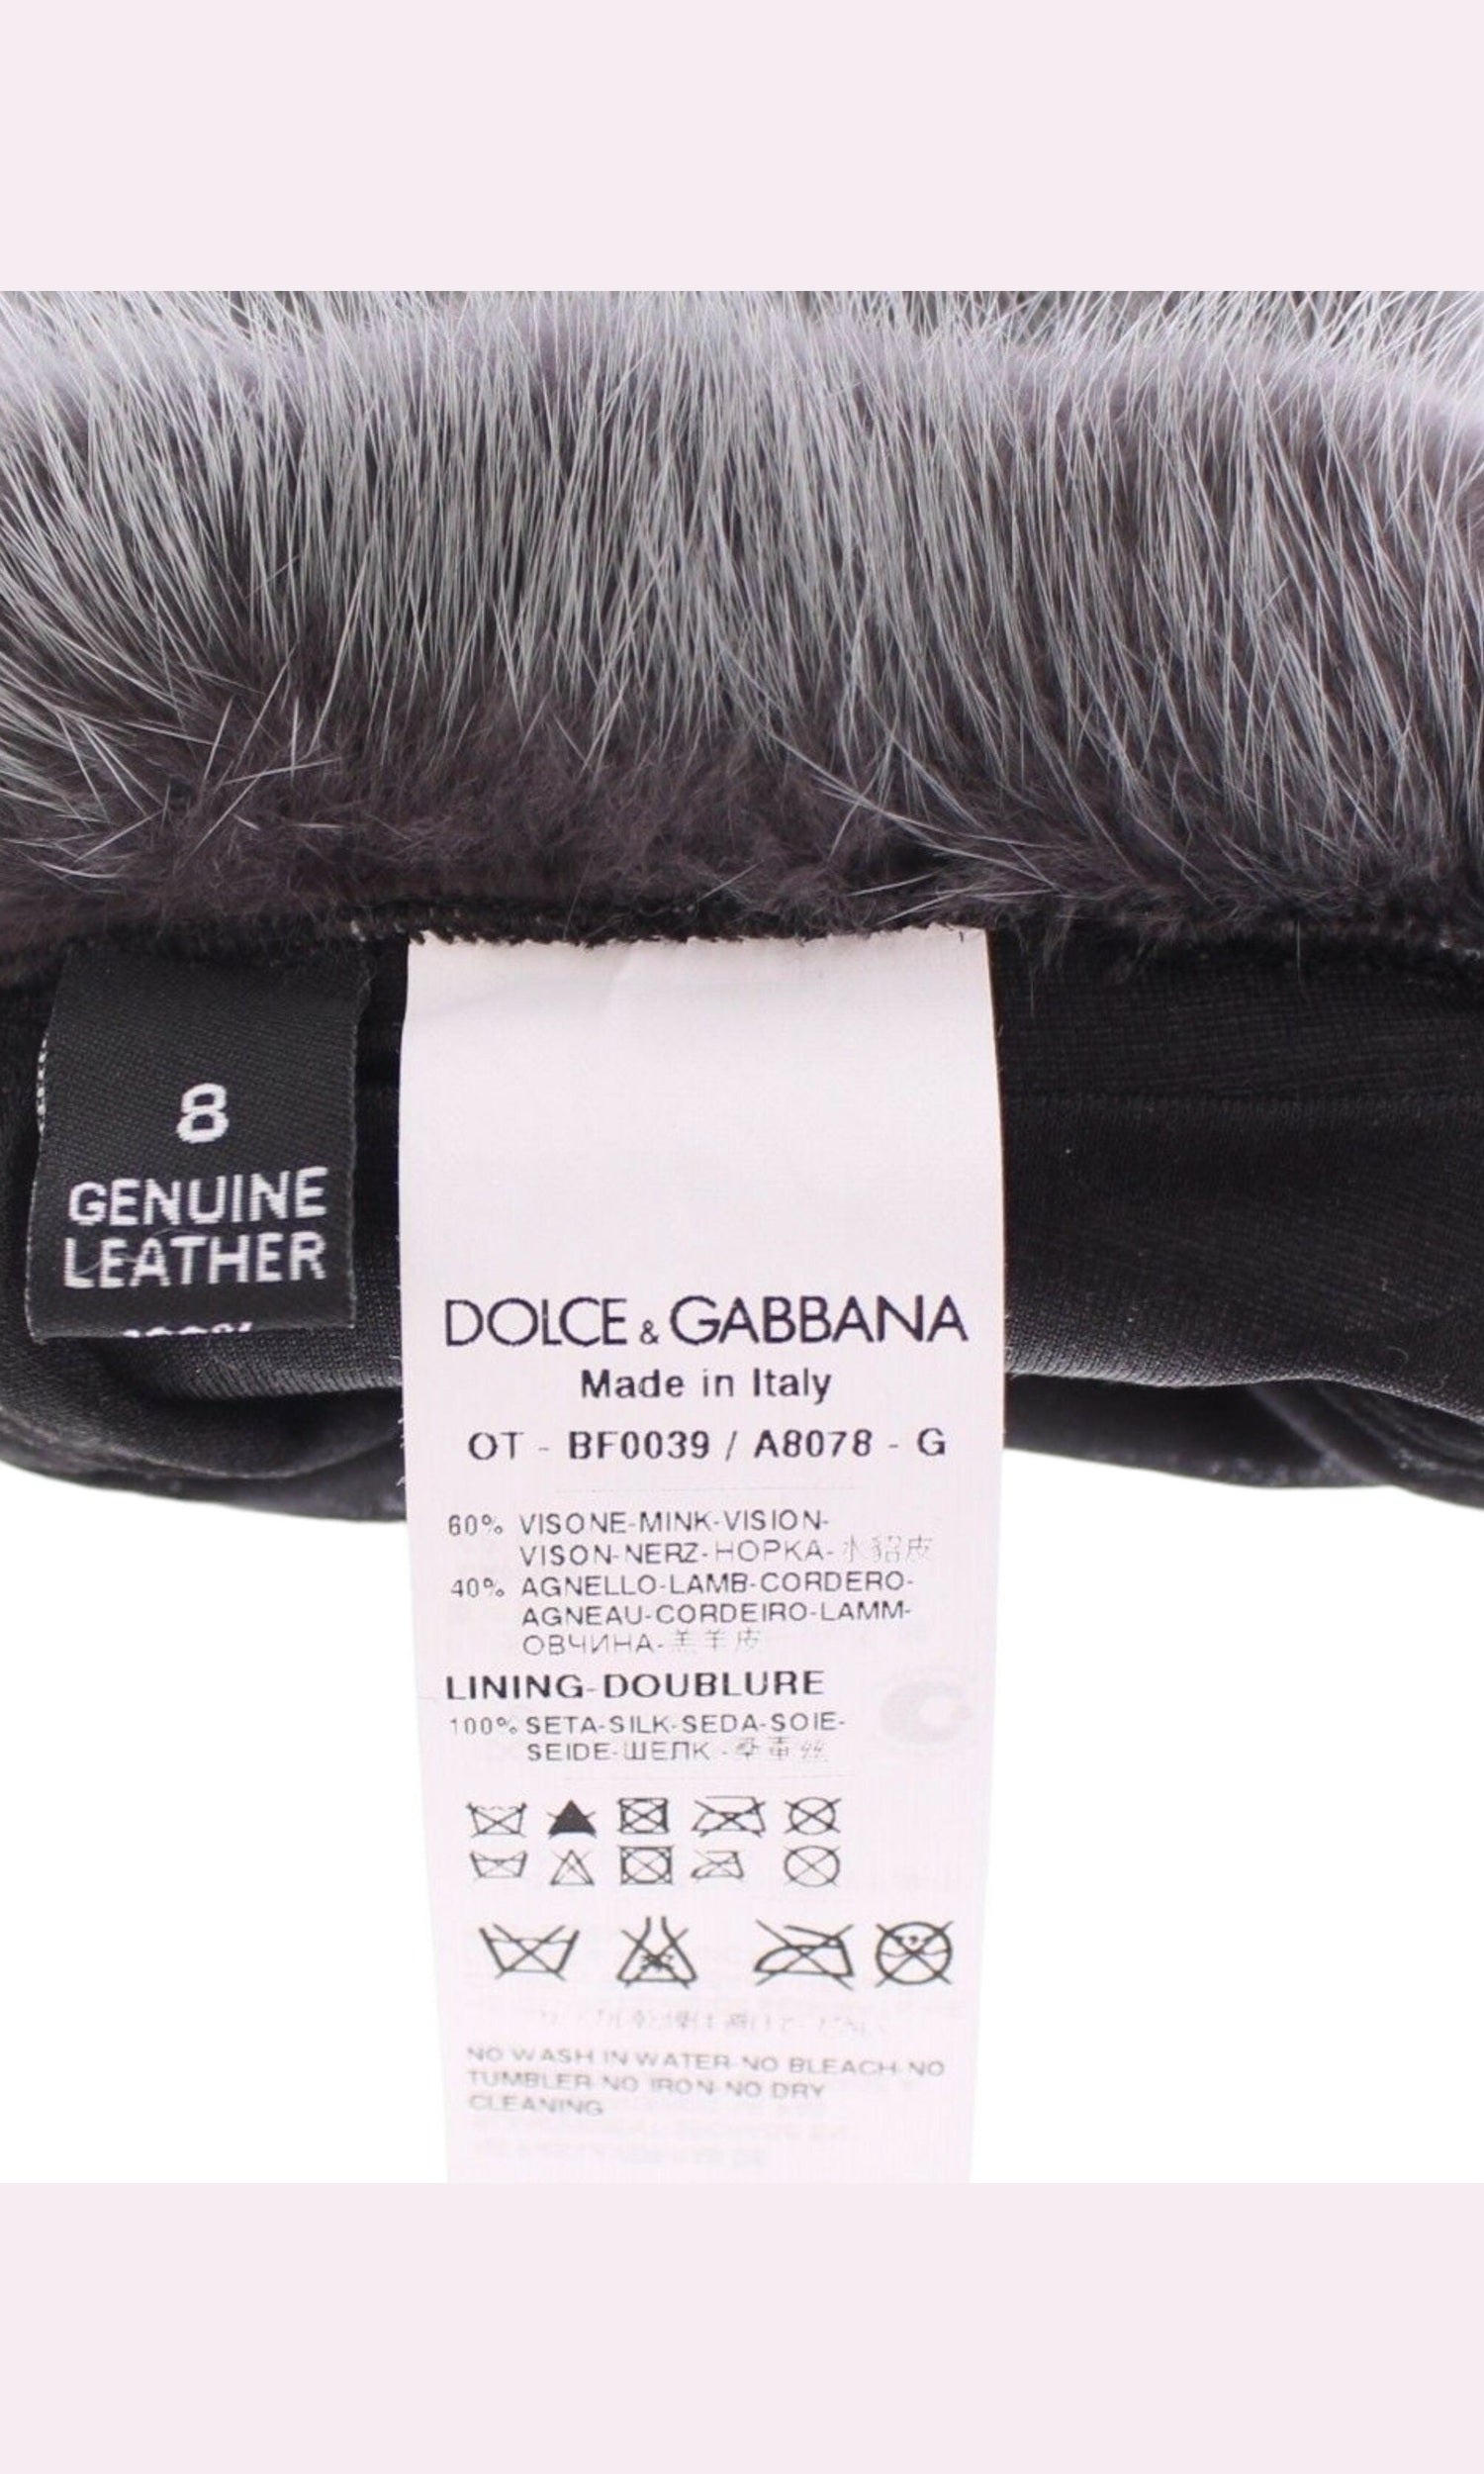 8
GENUINE
LEATHER
DOLCE & GABBANA
Made in Italy
OT - BF0039 / A8078 - G
60% VISONE-MINK-VISION-
VISON-NERZ-НОРКА-水貂皮
40% AGNELLO-LAMB-CORDERO-
AGNEAU-CORDEIRO-LAMM-
ОВЧИНА-羔羊皮
LINING-DOUBLURE
100% SETA-SILK-SEDA-SOIE-
SEIDE-ШЕЛК-桑蚕丝
NO WASH IN WATER-NO BLEACH-NO
TUMBLER-NO IRON-NO DRY
CLEANING